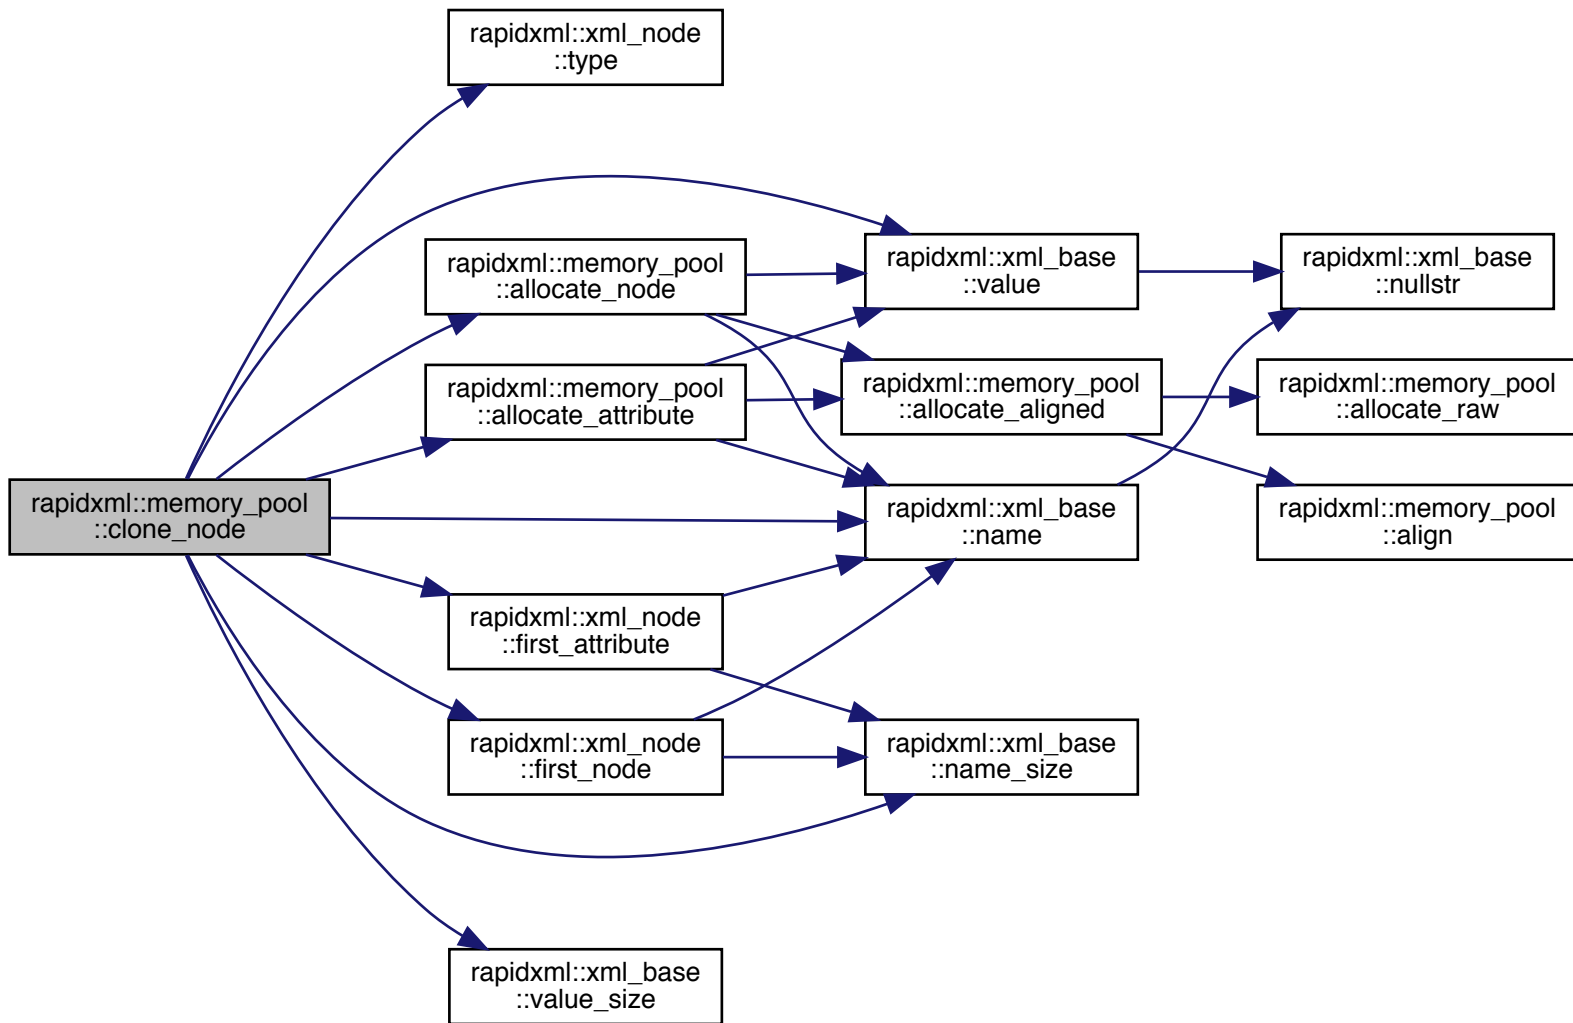 rapidxml::xml_node
::type
rapidxml::memory_pool
::allocate_node
rapidxml::xml_base
::value
rapidxml::xml_base
::nullstr
rapidxml::memory_pool
::allocate_attribute
rapidxml::memory_pool
::allocate_aligned
rapidxml::memory_pool
::allocate_raw
rapidxml::memory_pool
::clone_node
rapidxml::xml_base
::name
rapidxml::memory_pool
::align
rapidxml::xml_node
::first_attribute
rapidxml::xml_node
::first_node
rapidxml::xml_base
::name_size
rapidxml::xml_base
::value_size